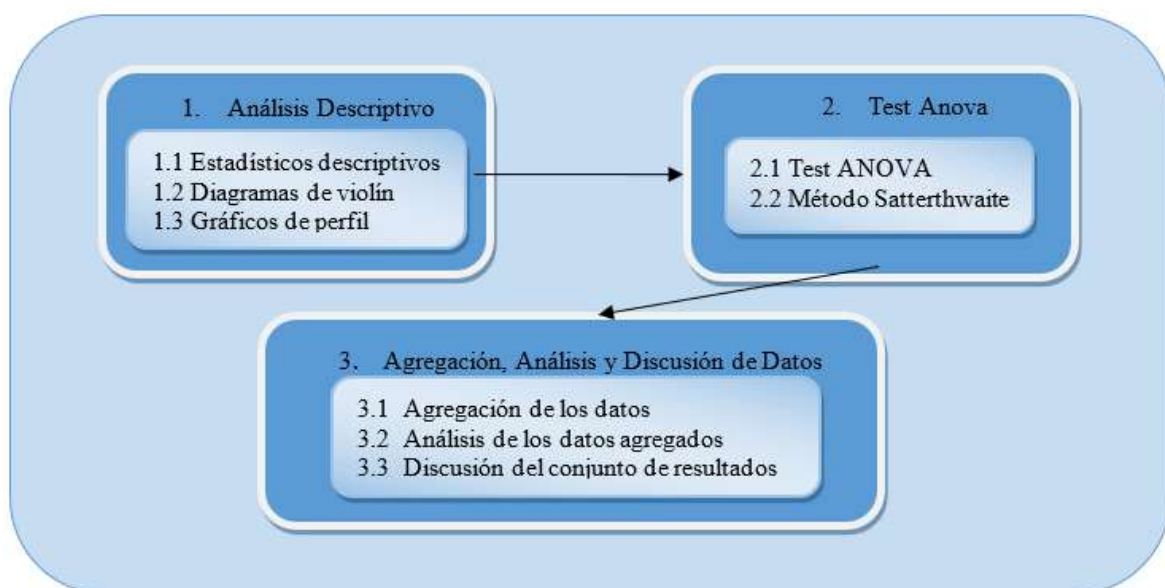 1. Análisis Descriptivo
1.1 Estadísticos descriptivos
1.2 Diagramas de violín
1.3 Gráficos de perfil
2. Test Anova
2.1 Test ANOVA
2.2 Método Satterthwaite
3. Agregación, Análisis y Discusión de Datos
3.1 Agregación de los datos
3.2 Análisis de los datos agregados
3.3 Discusión del conjunto de resultados